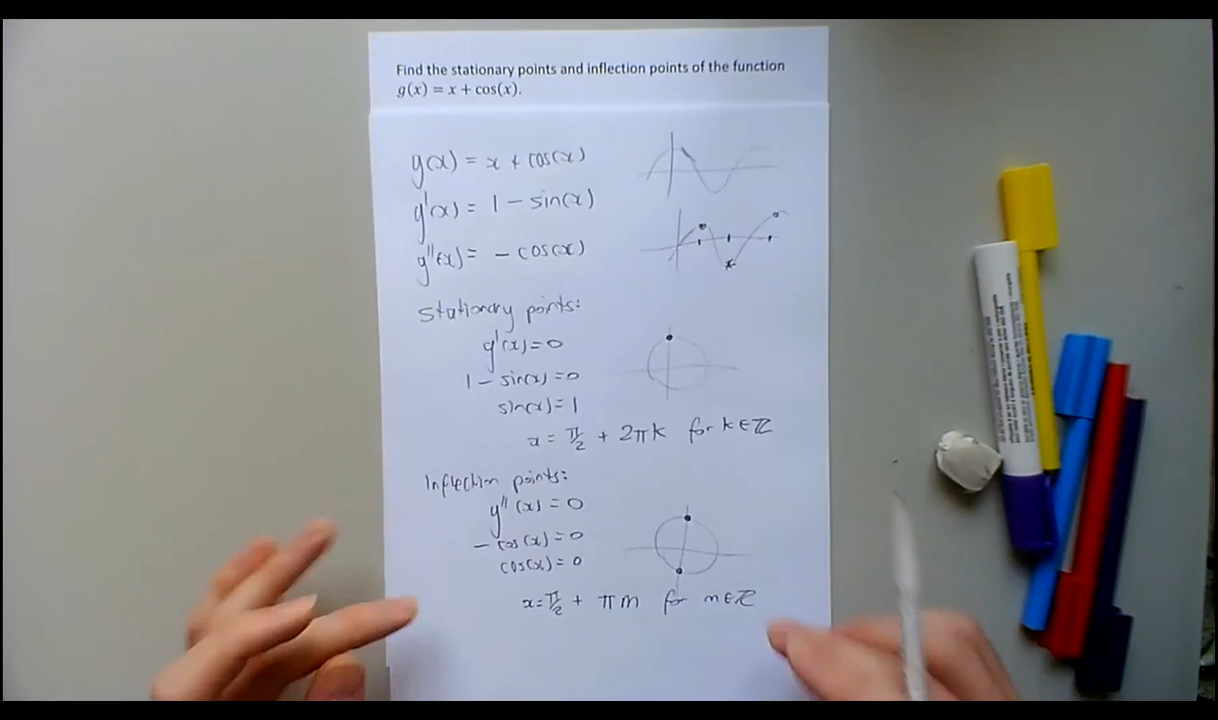 Find the stationary points and inflection points of the function
g(x) = x + cos(x).
g(x) = x + cos(x)
g'(x) = 1 - sin(x)
g''(x) = - cos(x)
Stationary points:
g'(x) = 0
1 - sin(x) = 0
sin(x) = 1
x = π/2 + 2πk for k ∈ ℤ
Inflection points:
g''(x) = 0
- cos(x) = 0
cos(x) = 0
x = π/2 + πm for m ∈ ℤ